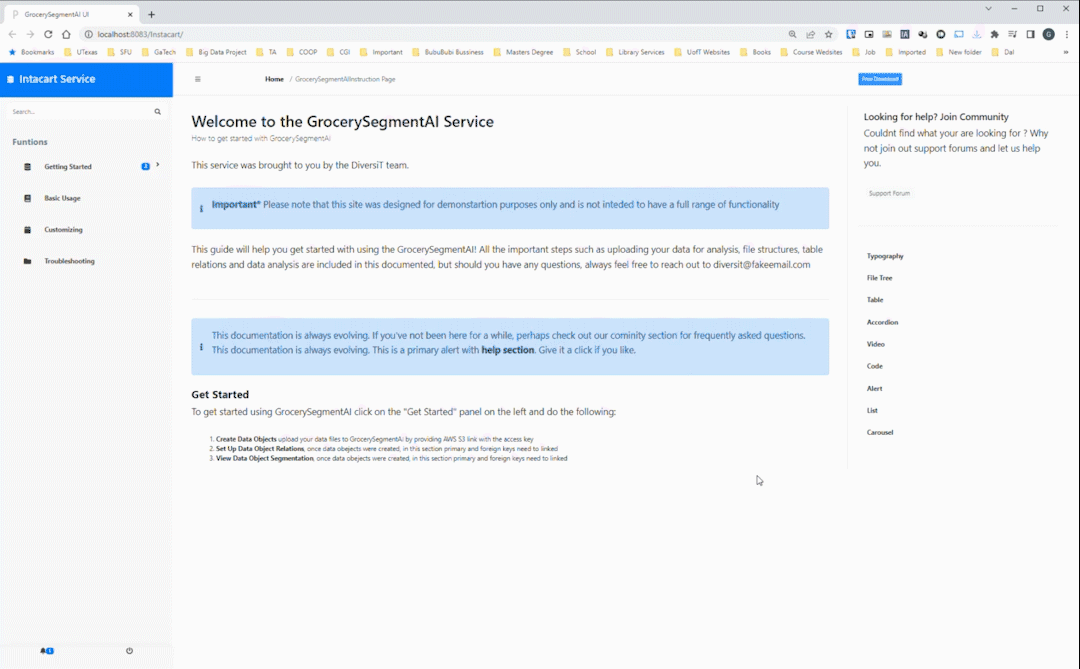 GrocerySegmentAI UI
localhost:8083/Instacart/
Bookmarks UTexas SFU GaTech Big Data Project TA COOP CGI Important BubuBubi Bussiness Masters Degree School Library Services UofT Websites Books Course Wedsites Job Imported New folder Dal
Intacart Service
Home / GrocerySegmentAIInstruction Page
Free Download!
Search...
Funtions
Getting Started 3
Basic Usage
Customizing
Troubleshooting
1
Welcome to the GrocerySegmentAI Service
How to get started with GrocerySegmentAI
This service was brought to you by the DiversiT team.
Important* Please note that this site was designed for demonstartion purposes only and is not inteded to have a full range of functionality
This guide will help you get started with using the GrocerySegmentAI! All the important steps such as uploading your data for analysis, file structures, table
relations and data analysis are included in this documented, but should you have any questions, always feel free to reach out to diversit@fakeemail.com
This documentation is always evolving. If you've not been here for a while, perhaps check out our cominity section for frequently asked questions.
This documentation is always evolving. This is a primary alert with help section. Give it a click if you like.
Get Started
To get started using GrocerySegmentAI click on the "Get Started" panel on the left and do the following:
1. Create Data Objects upload your data files to GrocerySegmentAi by providing AWS S3 link with the access key
2. Set Up Data Object Relations, once data obejects were created, in this section primary and foreign keys need to linked
3. View Data Object Segmentation, once data obejects were created, in this section primary and foreign keys need to linked
Looking for help? Join Community
Couldnt find what your are looking for ? Why
not join out support forums and let us help
you.
Support Forum
Typography
File Tree
Table
Accordion
Video
Code
Alert
List
Carousel